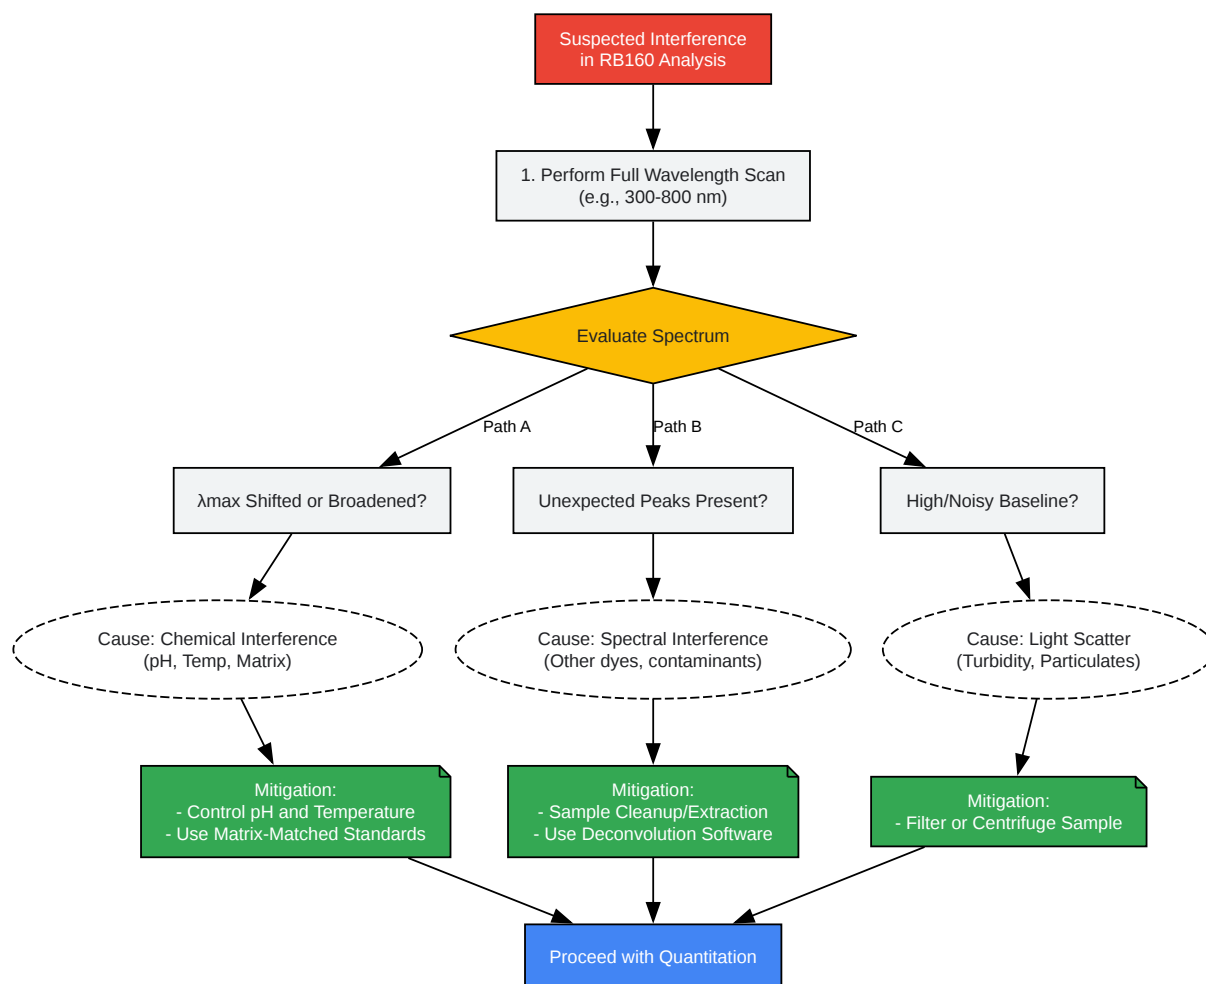 Suspected Interference
in RB160 Analysis
1. Perform Full Wavelength Scan
(e.g., 300-800 nm)
Evaluate Spectrum
Path A
Path B
Path C
λmax Shifted or Broadened?
Unexpected Peaks Present?
High/Noisy Baseline?
Cause: Chemical Interference
(pH, Temp, Matrix)
Cause: Spectral Interference
(Other dyes, contaminants)
Cause: Light Scatter
(Turbidity, Particulates)
Mitigation:
- Control pH and Temperature
- Use Matrix-Matched Standards
Mitigation:
- Sample Cleanup/Extraction
- Use Deconvolution Software
Mitigation:
- Filter or Centrifuge Sample
Proceed with Quantitation